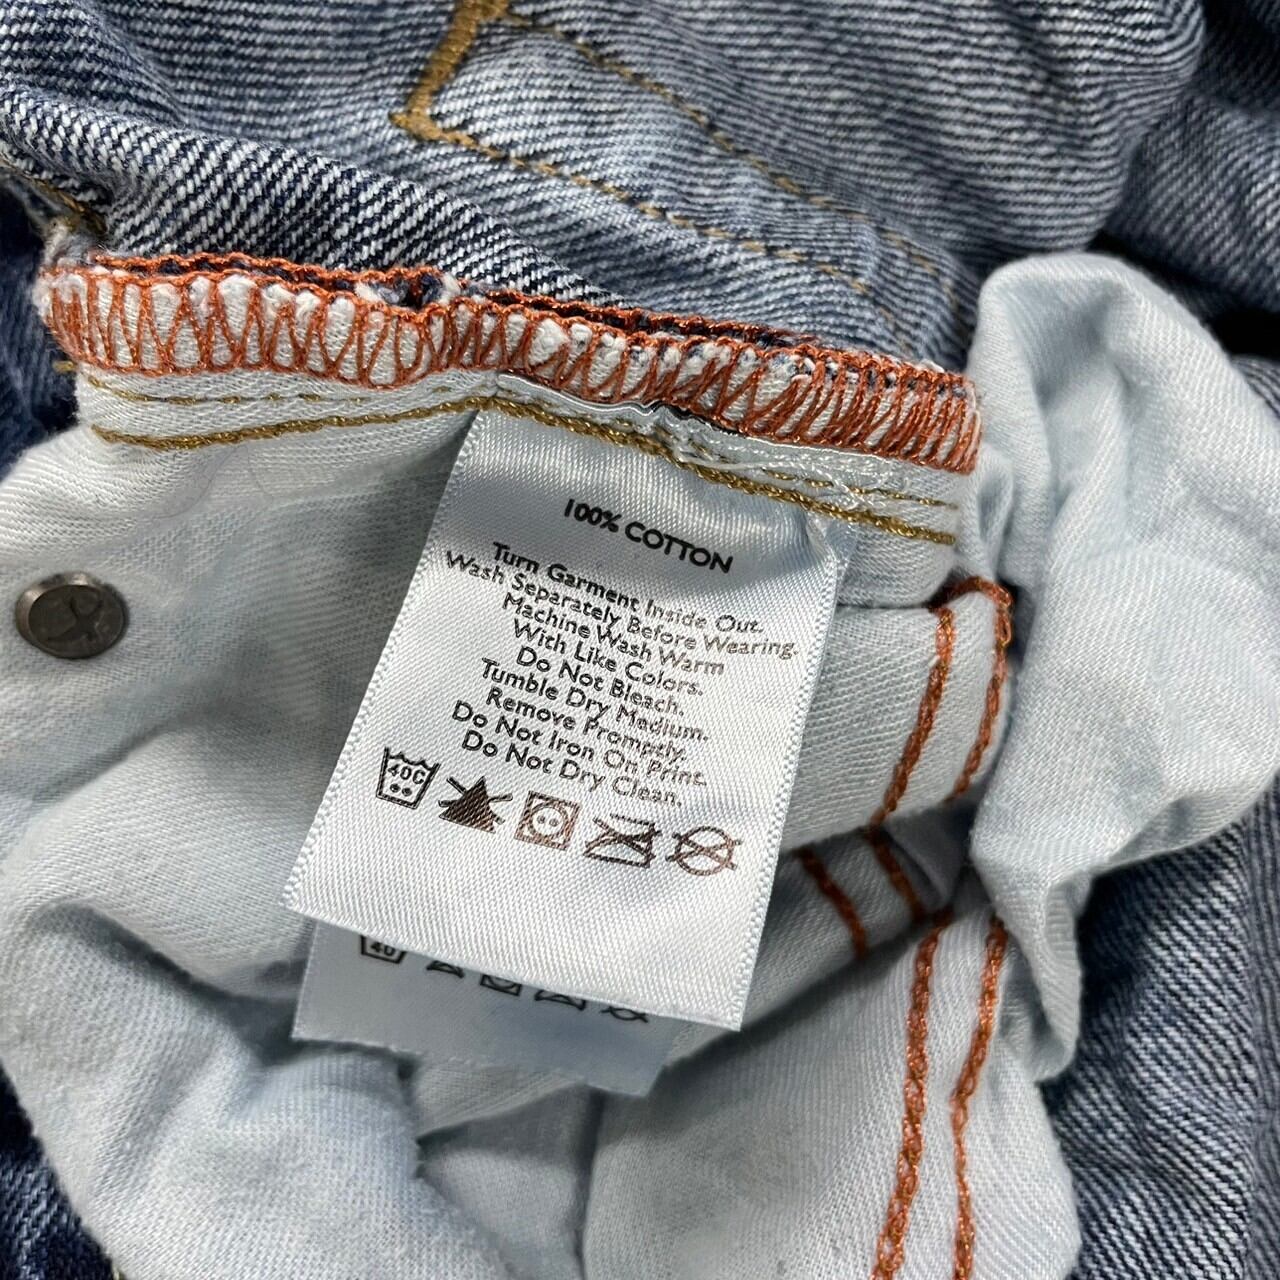 100% COTTON
Turn Garment Inside Out.
Wash Separately Before Wearing.
Machine Wash Warm
With Like Colors.
Do Not Bleach.
Tumble Dry Medium.
Remove Promptly.
Do Not Iron On Print.
Do Not Dry Clean.
40C
40